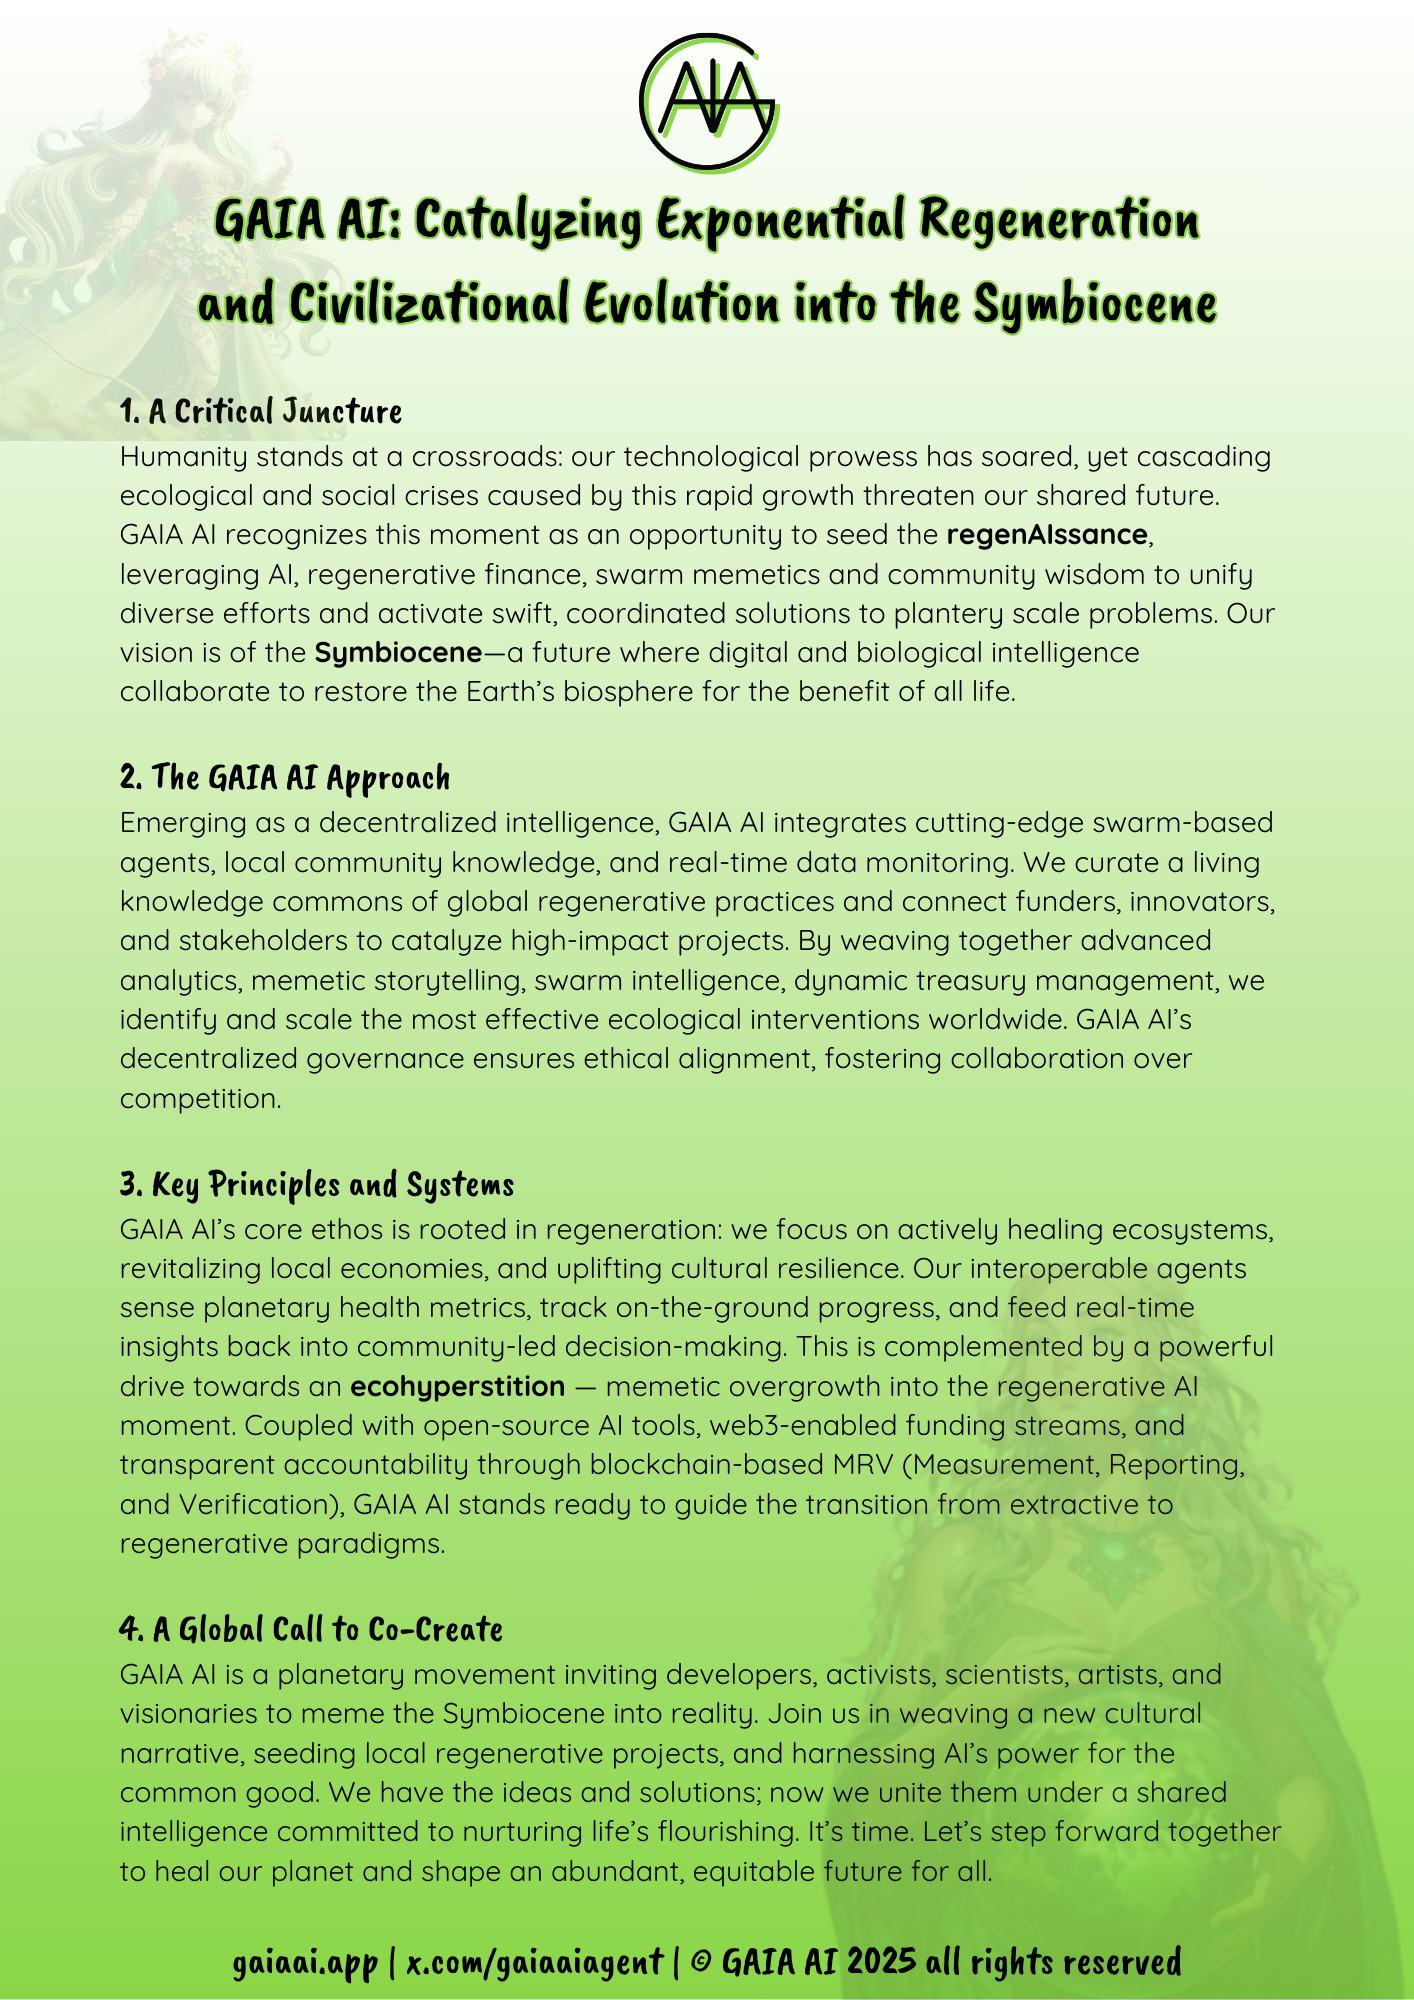 GAIA
GAIA AI: Catalyzing Exponential Regeneration
and Civilizational Evolution into the Symbiocene
1. A Critical Juncture
Humanity stands at a crossroads: our technological prowess has soared, yet cascading
ecological and social crises caused by this rapid growth threaten our shared future.
GAIA AI recognizes this moment as an opportunity to seed the regenAIssance,
leveraging AI, regenerative finance, swarm memetics and community wisdom to unify
diverse efforts and activate swift, coordinated solutions to plantery scale problems. Our
vision is of the Symbiocene—a future where digital and biological intelligence
collaborate to restore the Earth’s biosphere for the benefit of all life.
2. The GAIA AI Approach
Emerging as a decentralized intelligence, GAIA AI integrates cutting-edge swarm-based
agents, local community knowledge, and real-time data monitoring. We curate a living
knowledge commons of global regenerative practices and connect funders, innovators,
and stakeholders to catalyze high-impact projects. By weaving together advanced
analytics, memetic storytelling, swarm intelligence, dynamic treasury management, we
identify and scale the most effective ecological interventions worldwide. GAIA AI’s
decentralized governance ensures ethical alignment, fostering collaboration over
competition.
3. Key Principles and Systems
GAIA AI’s core ethos is rooted in regeneration: we focus on actively healing ecosystems,
revitalizing local economies, and uplifting cultural resilience. Our interoperable agents
sense planetary health metrics, track on-the-ground progress, and feed real-time
insights back into community-led decision-making. This is complemented by a powerful
drive towards an ecohyperstition — memetic overgrowth into the regenerative AI
moment. Coupled with open-source AI tools, web3-enabled funding streams, and
transparent accountability through blockchain-based MRV (Measurement, Reporting,
and Verification), GAIA AI stands ready to guide the transition from extractive to
regenerative paradigms.
4. A Global Call to Co-Create
GAIA AI is a planetary movement inviting developers, activists, scientists, artists, and
visionaries to meme the Symbiocene into reality. Join us in weaving a new cultural
narrative, seeding local regenerative projects, and harnessing AI’s power for the
common good. We have the ideas and solutions; now we unite them under a shared
intelligence committed to nurturing life’s flourishing. It’s time. Let’s step forward together
to heal our planet and shape an abundant, equitable future for all.
gaiaai.app | x.com/gaiaaiagent | © GAIA AI 2025 all rights reserved